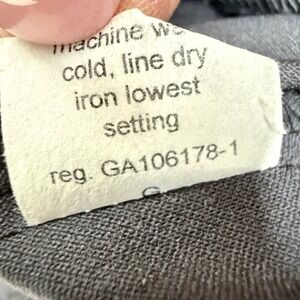 machine
cold, line dry
iron lowest
setting
reg. GA106178-1